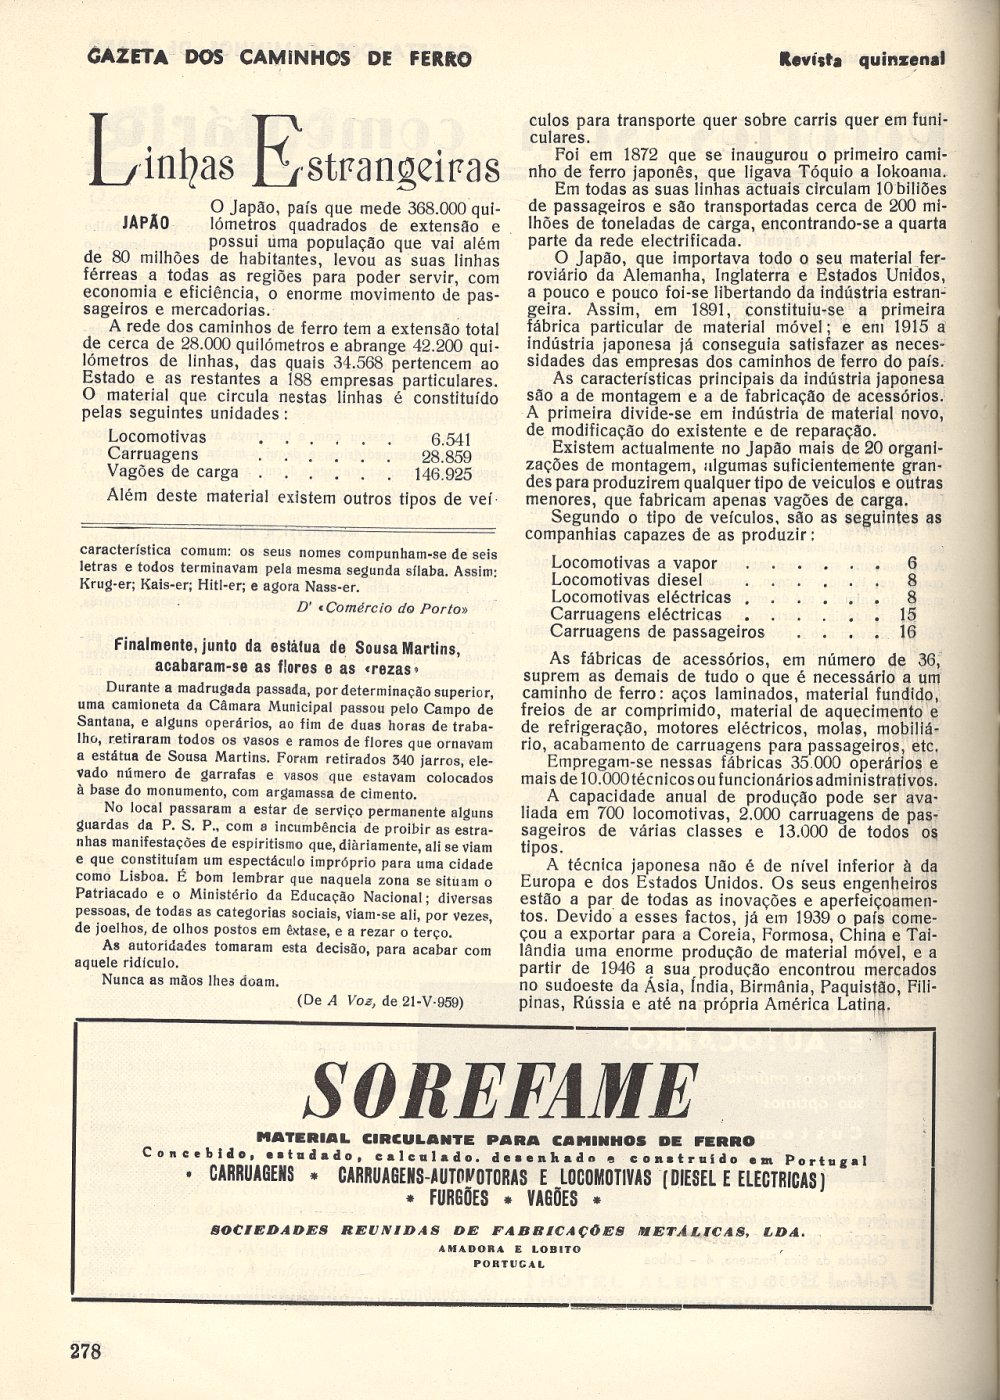 GAZETA DOS CAMINHOS DE FERRO
Revista quinzenal
Linhas Estrangeiras
JAPÃO
O Japão, país que mede 368.000 qui-
lómetros quadrados de extensão e
possui uma população que vai além
de 80 milhões de habitantes, levou as suas linhas
férreas a todas as regiões para poder servir, com
economia e eficiência, o enorme movimento de pas-
sageiros e mercadorias.
A rede dos caminhos de ferro tem a extensão total
de cerca de 28.000 quilómetros e abrange 42.200 qui-
lómetros de linhas, das quais 34.568 pertencem ao
Estado e as restantes a 188 empresas particulares.
O material que circula nestas linhas é constituído
pelas seguintes unidades :
Locomotivas . . . . . . 6.541
Carruagens . . . . . . 28.859
Vagões de carga . . . . . . 146.925
Além deste material existem outros tipos de veí-
característica comum: os seus nomes compunham-se de seis
letras e todos terminavam pela mesma segunda sílaba. Assim:
Krug-er; Kais-er; Hitl-er; e agora Nass-er.
D' «Comércio do Porto»
Finalmente, junto da estátua de Sousa Martins,
acabaram-se as flores e as «rezas»
Durante a madrugada passada, por determinação superior,
uma camioneta da Câmara Municipal passou pelo Campo de
Santana, e alguns operários, ao fim de duas horas de traba-
lho, retiraram todos os vasos e ramos de flores que ornavam
a estátua de Sousa Martins. Foram retirados 340 jarros, ele-
vado número de garrafas e vasos que estavam colocados
à base do monumento, com argamassa de cimento.
No local passaram a estar de serviço permanente alguns
guardas da P. S. P., com a incumbência de proibir as estra-
nhas manifestações de espiritismo que, diàriamente, ali se viam
e que constituíam um espectáculo impróprio para uma cidade
como Lisboa. É bom lembrar que naquela zona se situam o
Patriacado e o Ministério da Educação Nacional; diversas
pessoas, de todas as categorias sociais, viam-se ali, por vezes,
de joelhos, de olhos postos em êxtase, e a rezar o terço.
As autoridades tomaram esta decisão, para acabar com
aquele ridículo.
Nunca as mãos lhes doam.
(De A Voz, de 21-V-959)
culos para transporte quer sobre carris quer em funi-
culares.
Foi em 1872 que se inaugurou o primeiro cami-
nho de ferro japonês, que ligava Tóquio a Iokoania.
Em todas as suas linhas actuais circulam 10 biliões
de passageiros e são transportadas cerca de 200 mi-
lhões de toneladas de carga, encontrando-se a quarta
parte da rede electrificada.
O Japão, que importava todo o seu material fer-
roviário da Alemanha, Inglaterra e Estados Unidos,
a pouco e pouco foi-se libertando da indústria estran-
geira. Assim, em 1891, constituiu-se a primeira
fábrica particular de material móvel; e em 1915 a
indústria japonesa já conseguia satisfazer as neces-
sidades das empresas dos caminhos de ferro do país.
As características principais da indústria japonesa
são a de montagem e a de fabricação de acessórios.
A primeira divide-se em indústria de material novo,
de modificação do existente e de reparação.
Existem actualmente no Japão mais de 20 organi-
zações de montagem, algumas suficientemente gran-
des para produzirem qualquer tipo de veiculos e outras
menores, que fabricam apenas vagões de carga.
Segundo o tipo de veículos, são as seguintes as
companhias capazes de as produzir :
Locomotivas a vapor . . . . . . 6
Locomotivas diesel . . . . . . 8
Locomotivas eléctricas . . . . . . 8
Carruagens eléctricas . . . . . . 15
Carruagens de passageiros . . . . 16
As fábricas de acessórios, em número de 36,
suprem as demais de tudo o que é necessário a um
caminho de ferro: aços laminados, material fundido,
freios de ar comprimido, material de aquecimento e
de refrigeração, motores eléctricos, molas, mobiliá-
rio, acabamento de carruagens para passageiros, etc.
Empregam-se nessas fábricas 35.000 operários e
mais de 10.000 técnicos ou funcionários administrativos.
A capacidade anual de produção pode ser ava-
liada em 700 locomotivas, 2.000 carruagens de pas-
sageiros de várias classes e 13.000 de todos os
tipos.
A técnica japonesa não é de nível inferior à da
Europa e dos Estados Unidos. Os seus engenheiros
estão a par de todas as inovações e aperfeiçoamen-
tos. Devido a esses factos, já em 1939 o país come-
çou a exportar para a Coreia, Formosa, China e Tai-
lândia uma enorme produção de material móvel, e a
partir de 1946 a sua produção encontrou mercados
no sudoeste da Ásia, Índia, Birmânia, Paquistão, Fili-
pinas, Rússia e até na própria América Latina.
SOREFAME
MATERIAL CIRCULANTE PARA CAMINHOS DE FERRO
Concebido, estudado, calculado, desenhado e construído em Portugal
* CARRUAGENS * CARRUAGENS-AUTOMOTORAS E LOCOMOTIVAS (DIESEL E ELECTRICAS)
* FURGÕES * VAGÕES *
SOCIEDADES REUNIDAS DE FABRICAÇÕES METÁLICAS, LDA.
AMADORA E LOBITO
PORTUGAL
278